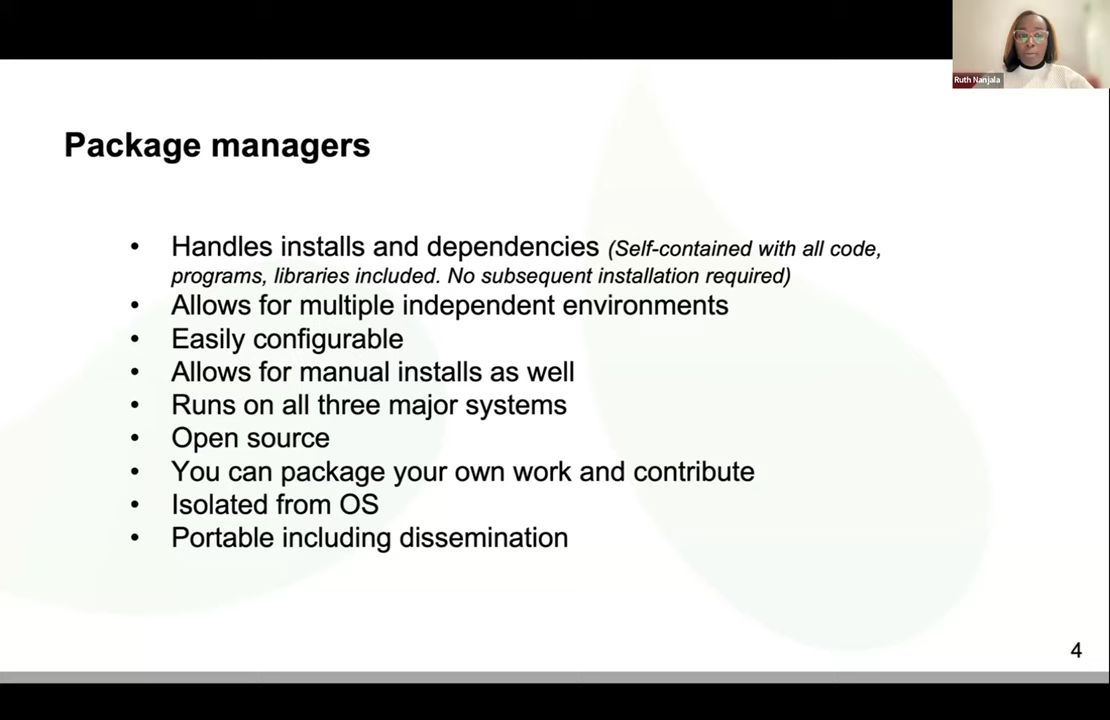 Ruth Nanjala
Package managers
• Handles installs and dependencies (Self-contained with all code,
programs, libraries included. No subsequent installation required)
• Allows for multiple independent environments
• Easily configurable
• Allows for manual installs as well
• Runs on all three major systems
• Open source
• You can package your own work and contribute
• Isolated from OS
• Portable including dissemination
4